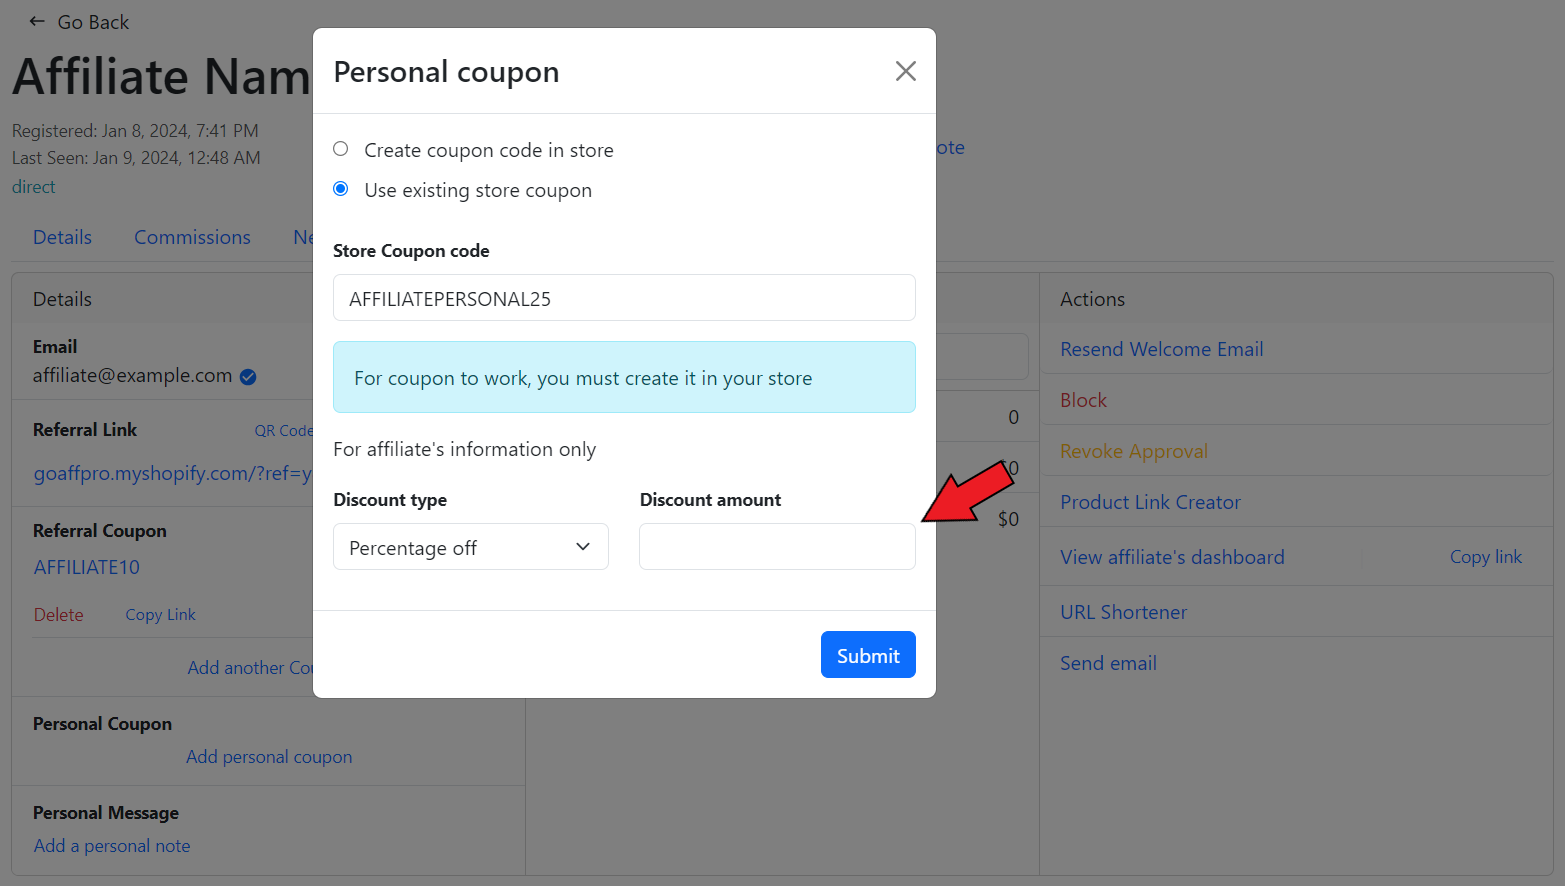 ← Go Back
Affiliate Nam
Registered: Jan 8, 2024, 7:41 PM
Last Seen: Jan 9, 2024, 12:48 AM
direct
Details Commissions Ne
Details
Email
affiliate@example.com
Referral Link QR Code
goaffpro.myshopify.com/?ref=y
Referral Coupon
AFFILIATE10
Delete Copy Link
Add another Cou
Personal Coupon
Add personal coupon
Personal Message
Add a personal note
Personal coupon
Create coupon code in store
Use existing store coupon
Store Coupon code
AFFILIATEPERSONAL25
For coupon to work, you must create it in your store
For affiliate's information only
Discount type Discount amount
Percentage off
Submit
ote
0
$0
$0
Actions
Resend Welcome Email
Block
Revoke Approval
Product Link Creator
View affiliate's dashboard Copy link
URL Shortener
Send email